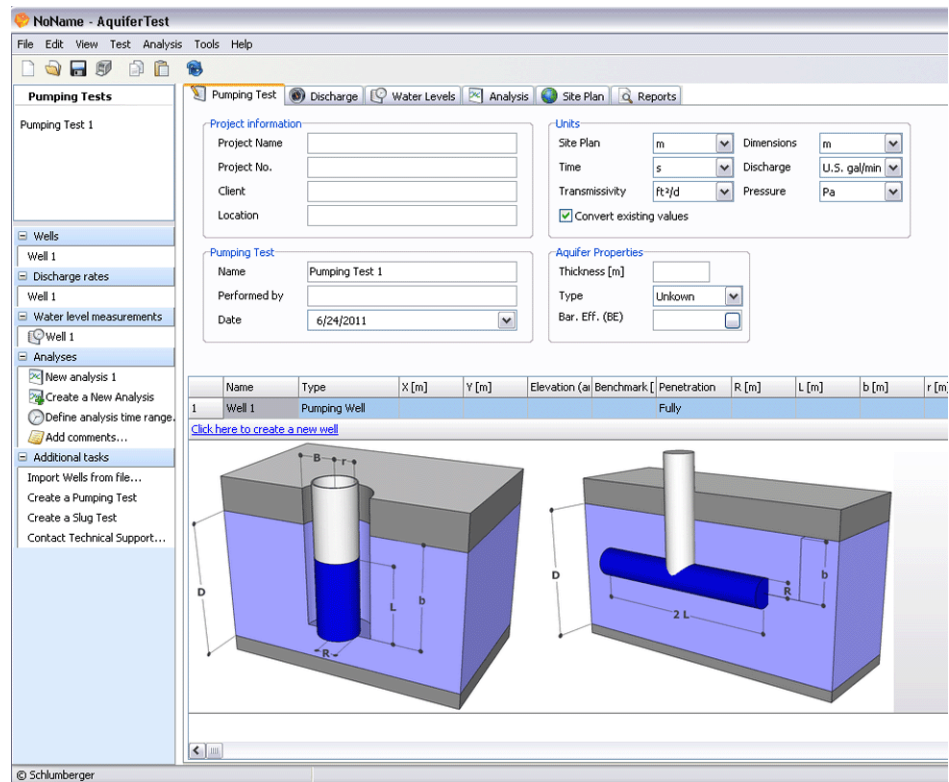 NoName - AquiferTest
File Edit View Test Analysis Tools Help
Pumping Tests
Pumping Test 1
Wells
Well 1
Discharge rates
Well 1
Water level measurements
Well 1
Analyses
New analysis 1
Create a New Analysis
Define analysis time range.
Add comments...
Additional tasks
Import Wells from file...
Create a Pumping Test
Create a Slug Test
Contact Technical Support...
Pumping Test Discharge Water Levels Analysis Site Plan Reports
Project information
Project Name
Project No.
Client
Location
Units
Site Plan m Dimensions m
Time s Discharge U.S. gal/min
Transmissivity ft²/d Pressure Pa
Convert existing values
Pumping Test
Name Pumping Test 1
Performed by
Date 6/24/2011
Aquifer Properties
Thickness [m]
Type Unkown
Bar. Eff. (BE)
Name Type X [m] Y [m] Elevation (a Benchmark [ Penetration R [m] L [m] b [m] r [m
1 Well 1 Pumping Well Fully
Click here to create a new well
B r
D L b
R
D b
R
2 L
© Schlumberger